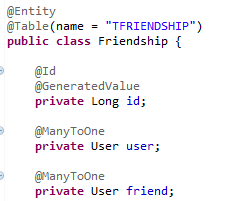 @Entity
@Table(name = "TFRIENDSHIP")
public class Friendship {
@Id
@GeneratedValue
private Long id;
@ManyToOne
private User user;
@ManyToOne
private User friend;